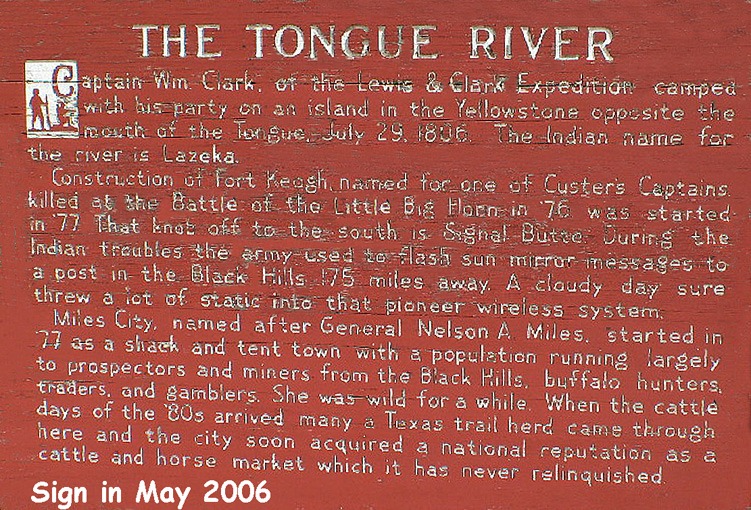 THE TONGUE RIVER
Captain Wm. Clark, of the Lewis & Clark Expedition camped
with his party on an island in the Yellowstone opposite the
mouth of the Tongue, July 29, 1806. The Indian name for
the river is Lazeka.
Construction of Fort Keogh, named for one of Custers Captains
killed at the Battle of the Little Big Horn in '76 was started
in '77. That knot off to the south is Signal Butte. During the
Indian troubles the army used to flash sun mirror messages to
a post in the Black Hills 175 miles away. A cloudy day sure
threw a lot of static into that pioneer wireless system.
Miles City, named after General Nelson A. Miles, started in
'77 as a shack and tent town with a population running largely
to prospectors and miners from the Black Hills, buffalo hunters,
traders, and gamblers. She was wild for a while. When the cattle
days of the '80s arrived many a Texas trail herd came through
here and the city soon acquired a national reputation as a
cattle and horse market which it has never relinquished.
Sign in May 2006